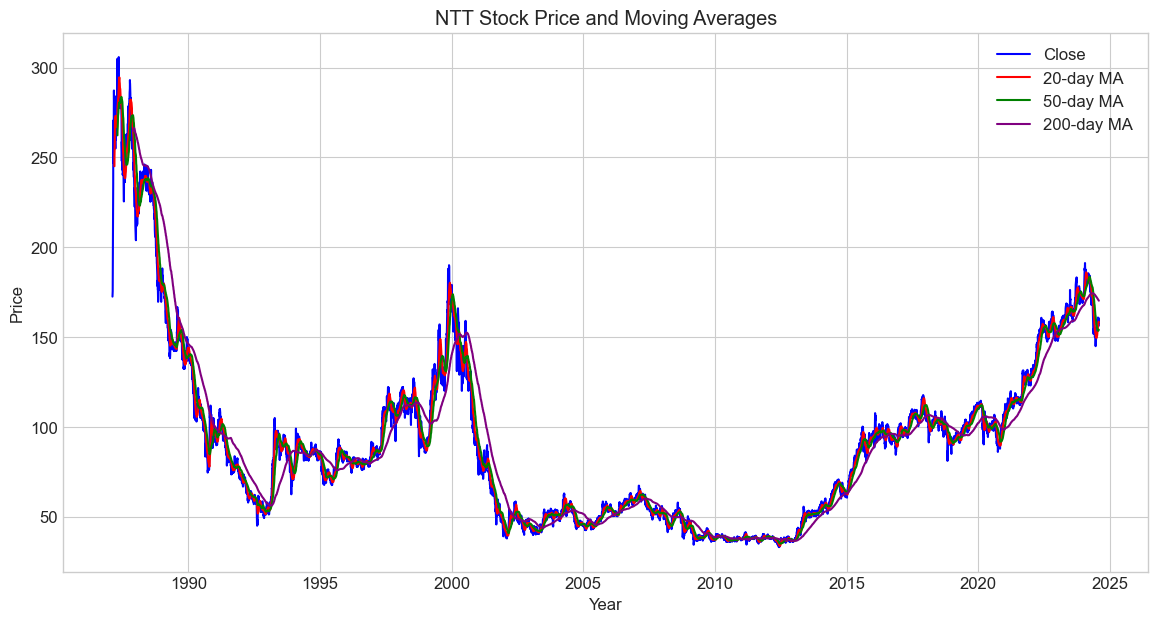 NTT Stock Price and Moving Averages
Close
20-day MA
50-day MA
200-day MA
Price
300
250
200
150
100
50
1990
1995
2000
2005
2010
2015
2020
2025
Year